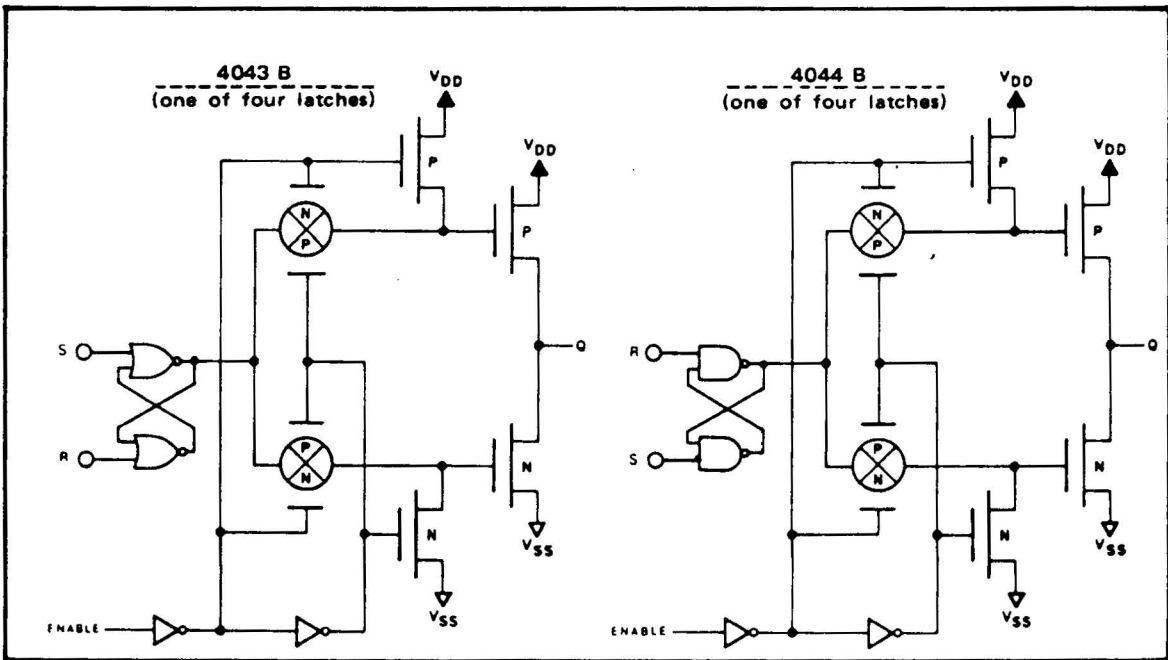 4043 B
(one of four latches)
VDD
P
VDD
P
N
P
S
R
Q
P
N
N
N
VSS
VSS
ENABLE
4044 B
(one of four latches)
VDD
P
VDD
P
N
P
R
S
Q
P
N
N
N
VSS
VSS
ENABLE